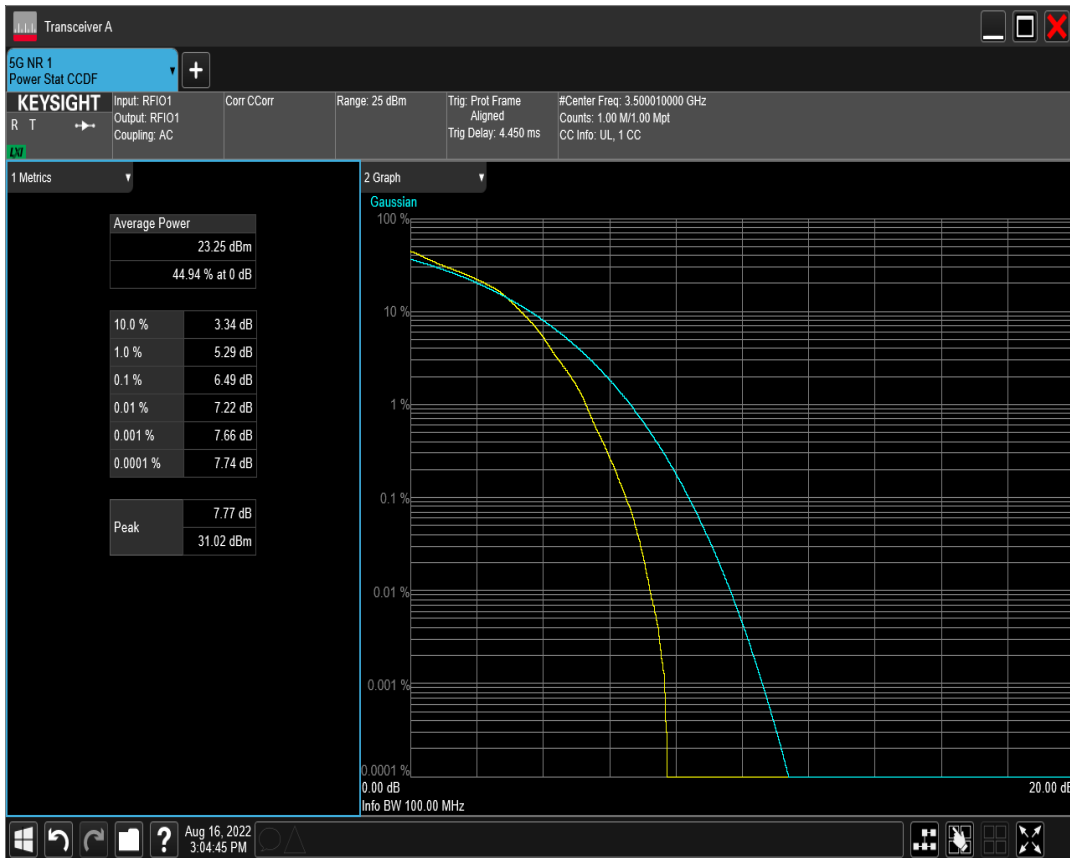 Transceiver A
5G NR 1
Power Stat CCDF
+
KEYSIGHT
R T
LXI
Input: RFIO1
Output: RFIO1
Coupling: AC
Corr CCorr
Range: 25 dBm
Trig: Prot Frame
Aligned
Trig Delay: 4.450 ms
#Center Freq: 3.500010000 GHz
Counts: 1.00 M/1.00 Mpt
CC Info: UL, 1 CC
1 Metrics
Average Power
23.25 dBm
44.94 % at 0 dB
10.0 % 3.34 dB
1.0 % 5.29 dB
0.1 % 6.49 dB
0.01 % 7.22 dB
0.001 % 7.66 dB
0.0001 % 7.74 dB
Peak
7.77 dB
31.02 dBm
2 Graph
Gaussian
100 %
10 %
1 %
0.1 %
0.01 %
0.001 %
0.0001 %
0.00 dB 20.00 dB
Info BW 100.00 MHz
?
Aug 16, 2022
3:04:45 PM